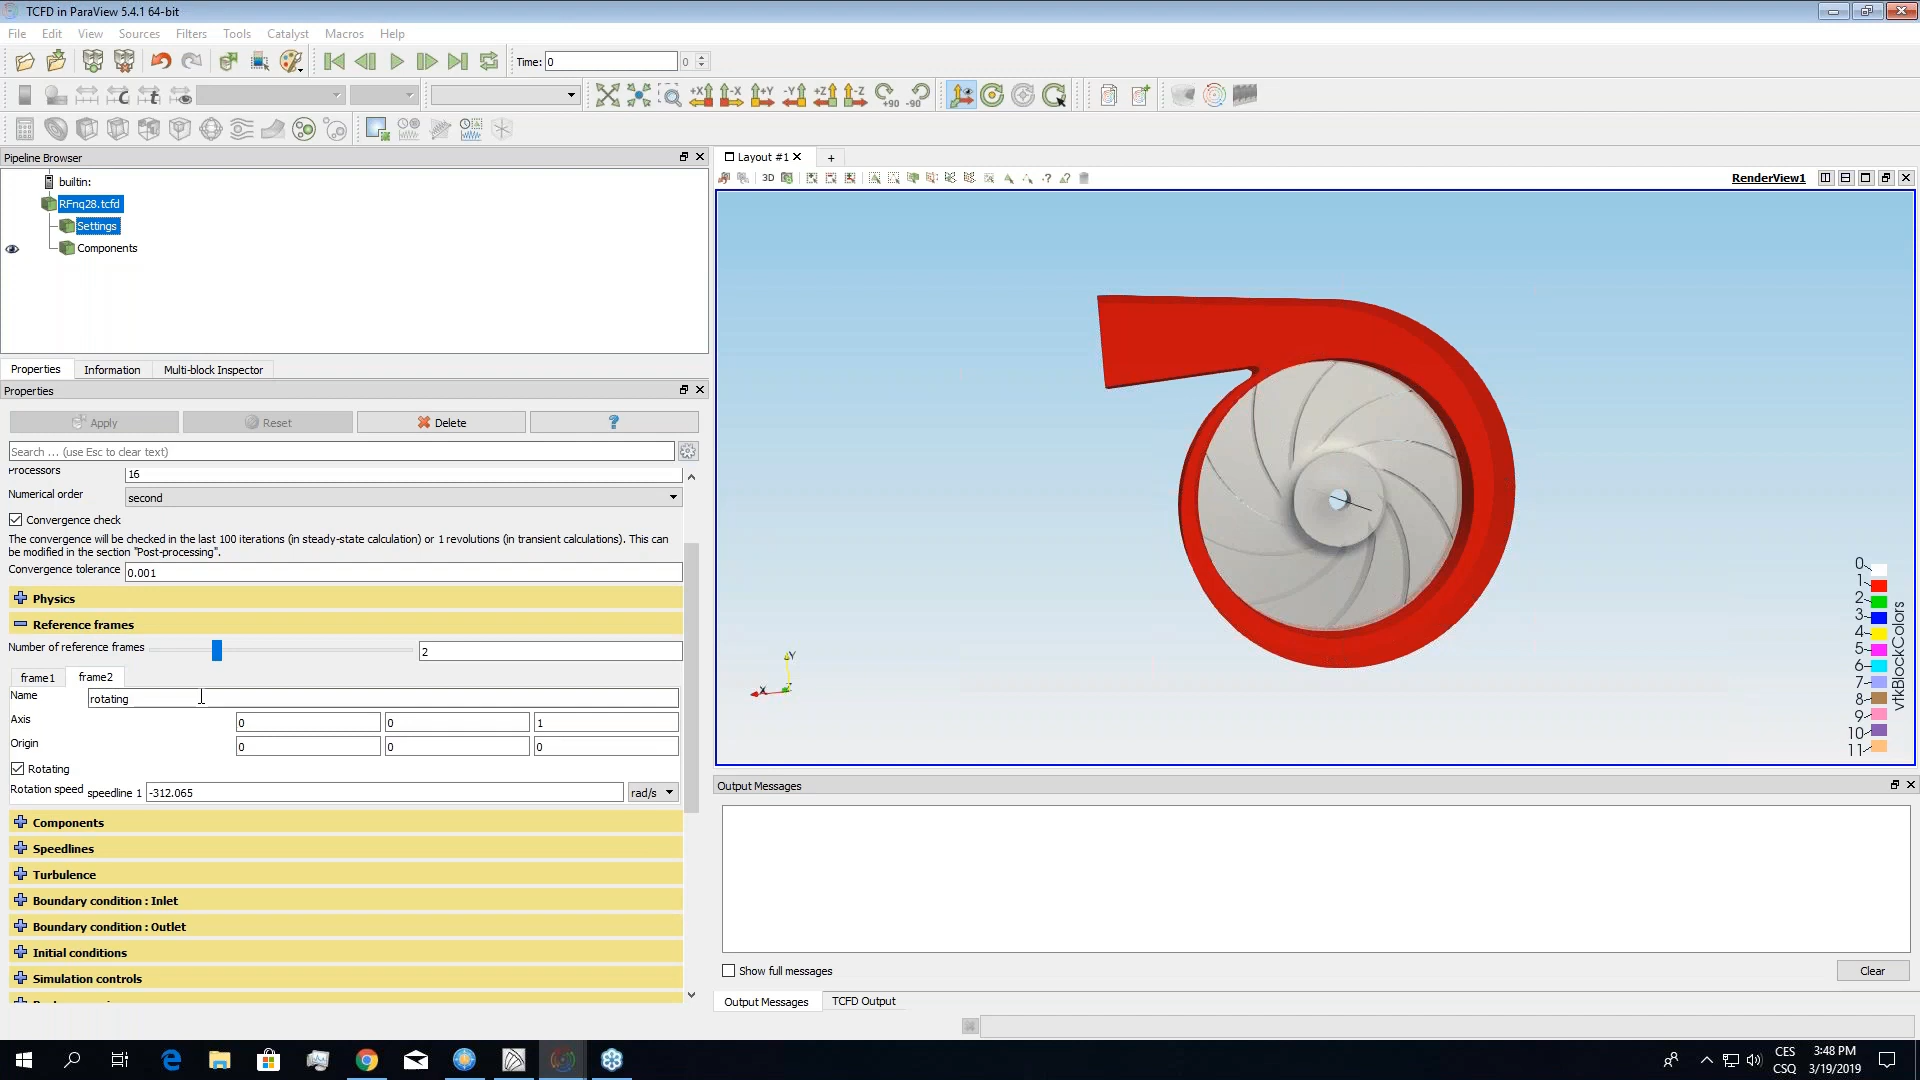 TCFD in ParaView 5.4.1 64-bit
File Edit View Sources Filters Tools Catalyst Macros Help
Time: 0 0
+X -X +Y -Y +Z -Z +90 -90
Pipeline Browser
builtin:
RFnq28.tcfd
Settings
Components
Properties Information Multi-block Inspector
Properties
Apply Reset Delete ?
Search ... (use Esc to clear text)
Processors 16
Numerical order second
Convergence check
The convergence will be checked in the last 100 iterations (in steady-state calculation) or 1 revolutions (in transient calculations). This can
be modified in the section "Post-processing".
Convergence tolerance 0.001
Physics
Reference frames
Number of reference frames 2
frame1 frame2
Name rotating
Axis 0 0 1
Origin 0 0 0
Rotating
Rotation speed speedline 1 -312.065 rad/s
Components
Speedlines
Turbulence
Boundary condition : Inlet
Boundary condition : Outlet
Initial conditions
Simulation controls
Layout #1 +
3D RenderView1
Y
X
0
1
2
3
4
5
6
7
8
9
10
11
vtkBlockColors
Output Messages
Show full messages Clear
Output Messages TCFD Output
CES
CSQ
3:48 PM
3/19/2019